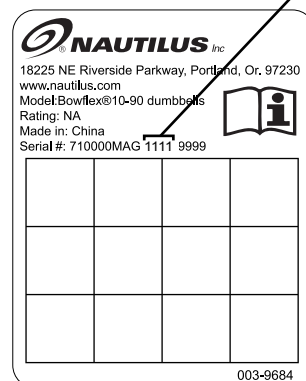 NAUTILUS Inc
18225 NE Riverside Parkway, Portland, Or. 97230
www.nautilus.com
Model:Bowflex®10-90 dumbbells
Rating: NA
Made in: China
Serial #: 710000MAG 1111 9999
003-9684